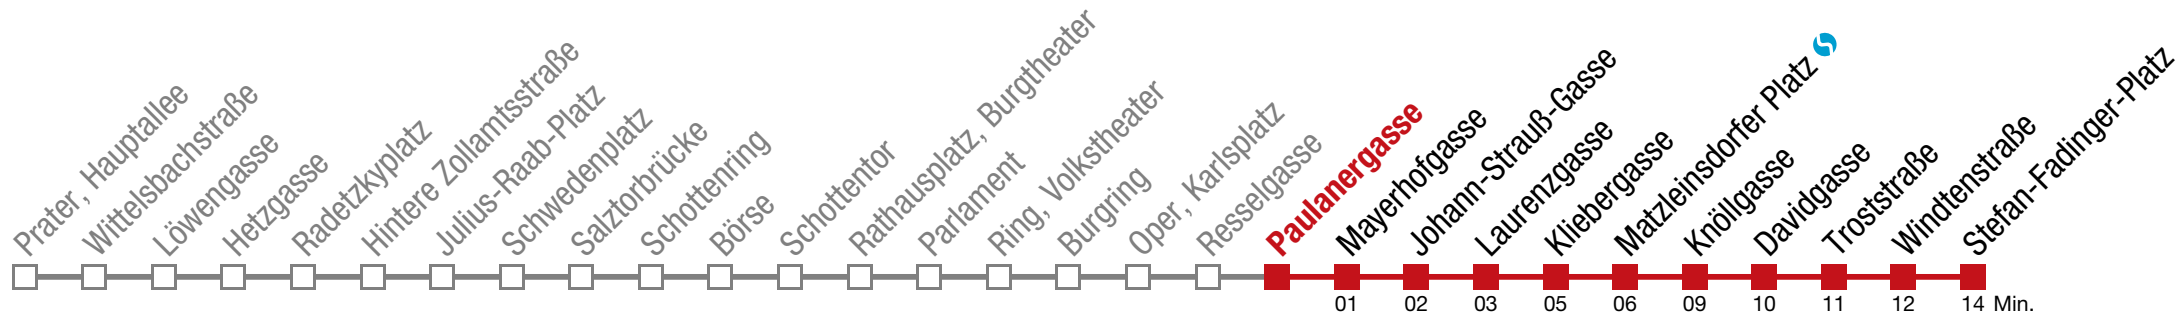 Prater, Hauptallee
Wittelsbachstraße
Löwengasse
Hetzgasse
Radetzkyplatz
Hintere Zollamtsstraße
Julius-Raab-Platz
Schwedenplatz
Salztorbrücke
Schottenring
Börse
Schottentor
Rathausplatz, Burgtheater
Parlament
Ring, Volkstheater
Burgring
Oper, Karlsplatz
Resselgasse
Paulanergasse
Mayerhofgasse
Johann-Strauß-Gasse
Laurenzgasse
Kliebergasse
Matzleinsdorfer Platz
Knöllgasse
Davidgasse
Troststraße
Windtenstraße
Stefan-Fadinger-Platz
01 02 03 05 06 09 10 11 12 14 Min.